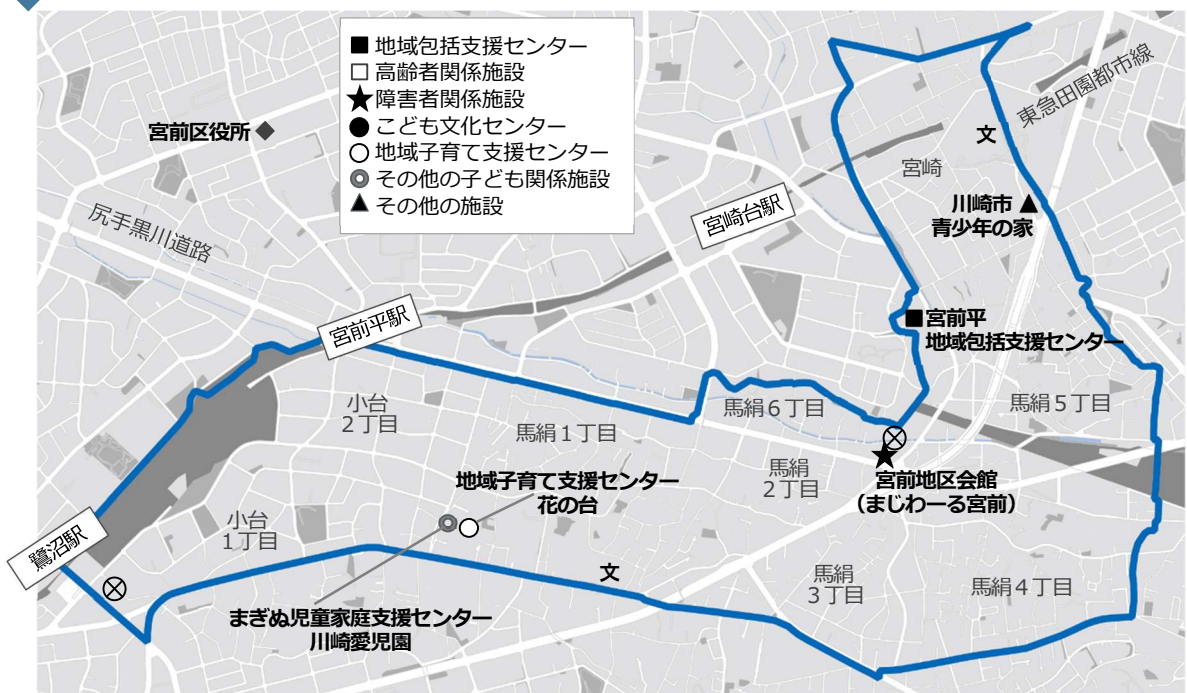 ■ 地域包括支援センター
□ 高齢者関係施設
★ 障害者関係施設
● こども文化センター
○ 地域子育て支援センター
◎ その他の子ども関係施設
▲ その他の施設
東急田園都市線
宮前区役所
文
宮崎
川崎市
青少年の家
宮崎台駅
尻手黒川道路
宮前平駅
宮前平
地域包括支援センター
小台
2丁目
馬絹1丁目
馬絹6丁目
馬絹5丁目
馬絹
2丁目
宮前地区会館
(まじわーる宮前)
地域子育て支援センター
花の台
小台
1丁目
鷺沼駅
文
馬絹
3丁目
馬絹4丁目
まぎぬ児童家庭支援センター
川崎愛児園